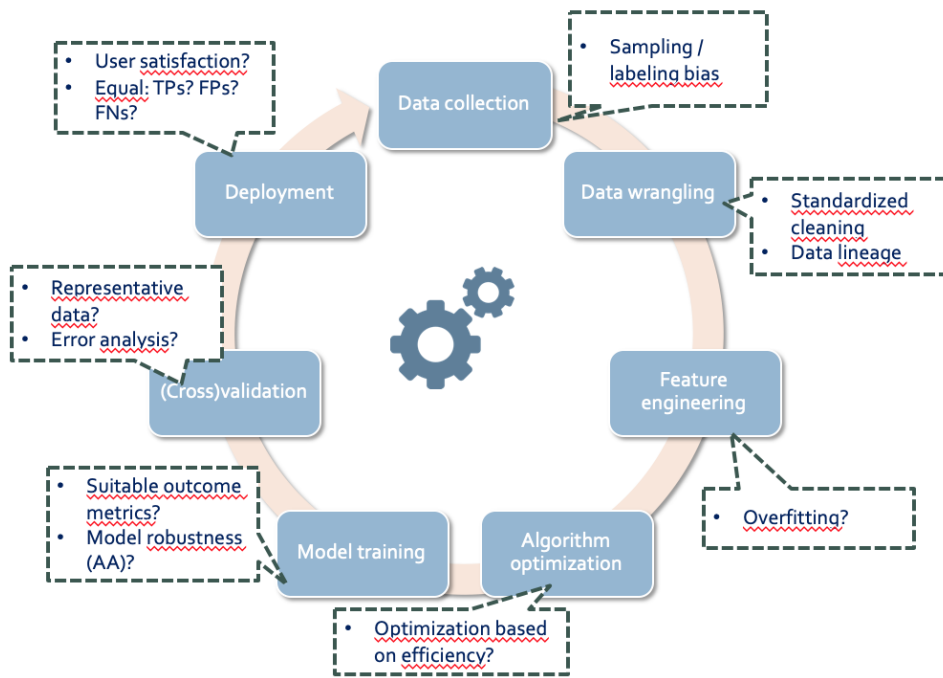 Data collection
• Sampling /
labeling bias
Data wrangling
• Standardized
cleaning
• Data lineage
Feature
engineering
• Overfitting?
Algorithm
optimization
• Optimization based
on efficiency?
Model training
• Suitable outcome
metrics?
• Model robustness
(AA)?
(Cross)validation
• Representative
data?
• Error analysis?
Deployment
• User satisfaction?
• Equal: TPs? FPs?
FNs?